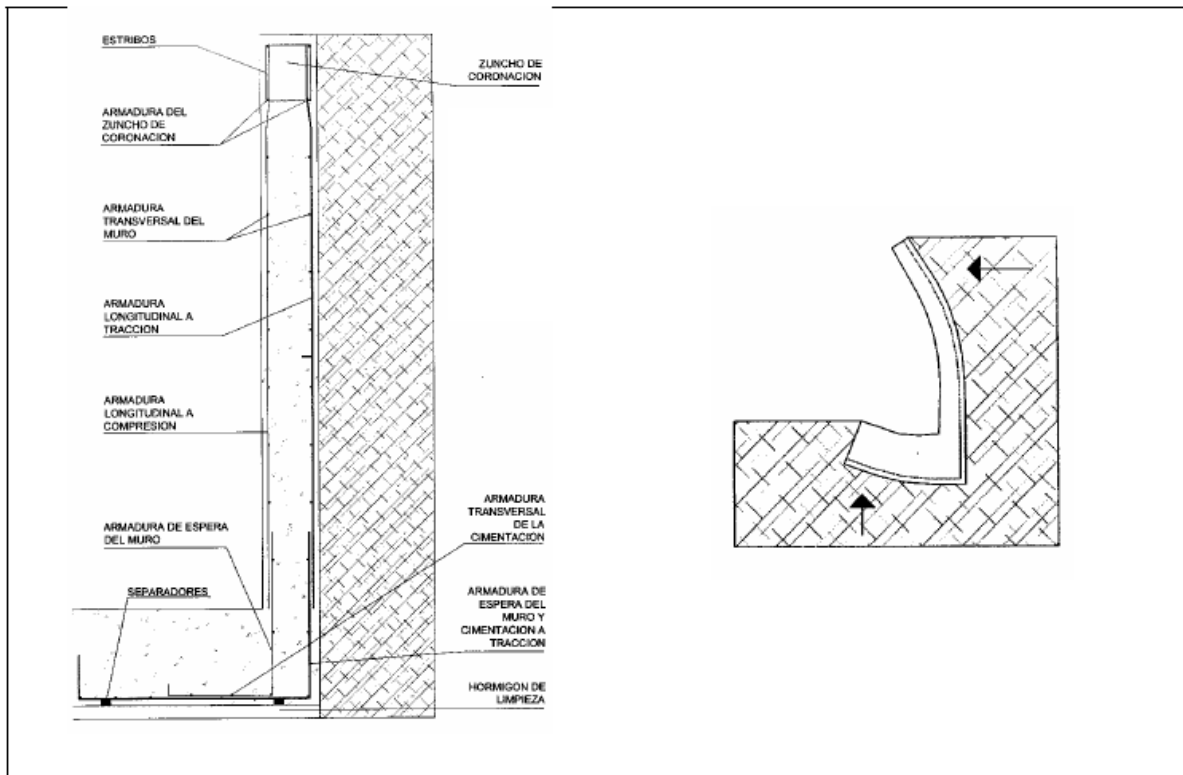 ESTRIBOS
ARMADURA DEL
ZUNCHO DE
CORONACION
ARMADURA
TRANSVERSAL DEL
MURO
ARMADURA
LONGITUDINAL A
TRACCION
ARMADURA
LONGITUDINAL A
COMPRESION
ARMADURA DE ESPERA
DEL MURO
SEPARADORES
ZUNCHO DE
CORONACION
ARMADURA
TRANSVERSAL
DE LA
CIMENTACION
ARMADURA DE
ESPERA DEL
MURO Y
CIMENTACION A
TRACCION
HORMIGON DE
LIMPIEZA